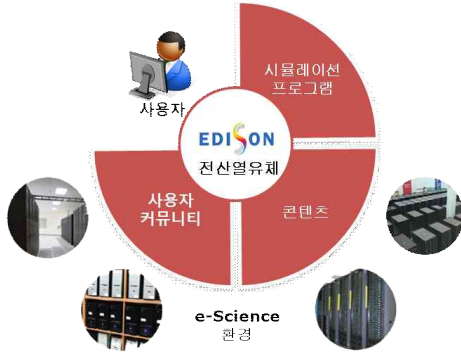 시뮬레이션
프로그램
사용자
EDISON
전산열유체
사용자
커뮤니티
콘텐츠
e-Science
환경